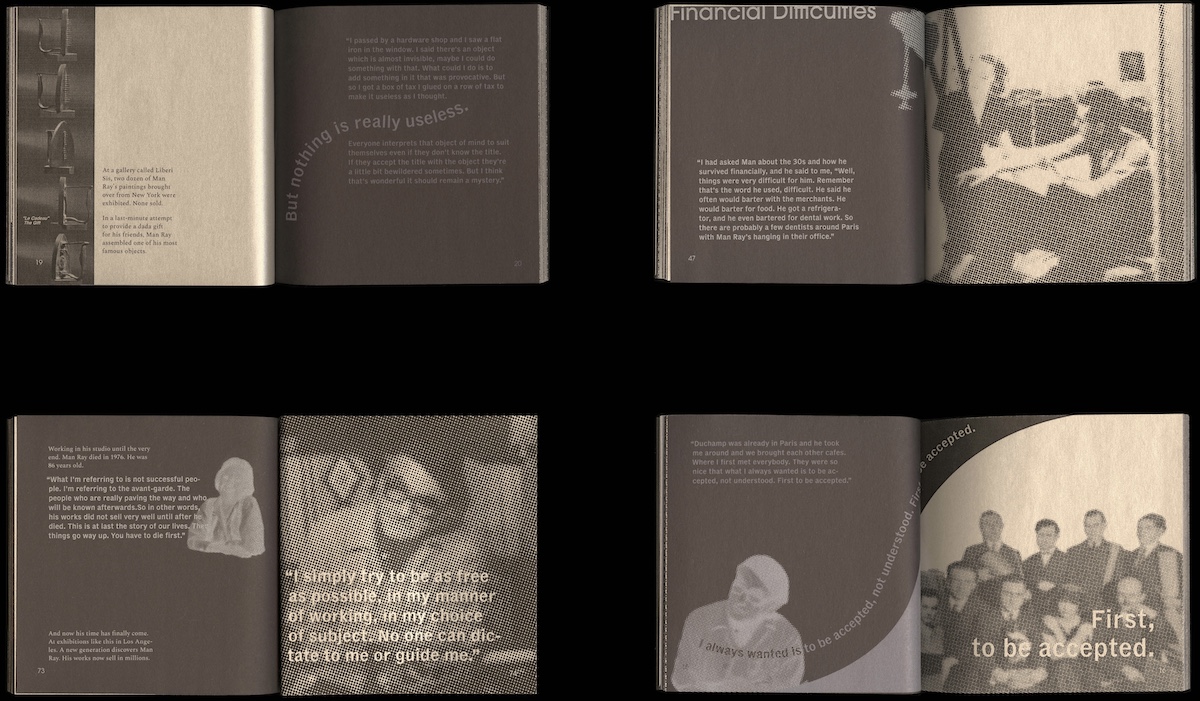 "Le Cadeau"
The Gift
19
At a gallery called Liberi
Sis, two dozen of Man
Ray's paintings brought
over from New York were
exhibited. None sold.
In a last-minute attempt
to provide a dada gift
for his friends, Man Ray
assembled one of his most
famous objects.
"I passed by a hardware shop and I saw a flat
iron in the window. I said there's an object
which is almost invisible, maybe I could do
something with that. What could I do is to
add something in it that was provocative. But
so I got a box of tax I glued on a row of tax to
make it useless as I thought.
But nothing is really useless.
Everyone interprets that object of mind to suit
themselves even if they don't know the title.
If they accept the title with the object they're
a little bit bewildered sometimes. But I think
that's wonderful it should remain a mystery."
20
Financial Difficulties
"I had asked Man about the 30s and how he
survived financially, and he said to me, "Well,
things were very difficult for him. Remember
that's the word he used, difficult. He said he
often would barter with the merchants. He
would barter for food. He got a refrigera-
tor, and he even bartered for dental work. So
there are probably a few dentists around Paris
with Man Ray's hanging in their office."
47
Working in his studio until the very
end. Man Ray died in 1976. He was
86 years old.
"What I'm referring to is not successful peo-
ple. I'm referring to the avant-garde. The
people who are really paving the way and who
will be known afterwards.So in other words,
his works did not sell very well until after he
died. This is at last the story of our lives. The
things go way up. You have to die first."
And now his time has finally come.
At exhibitions like this in Los Ange-
les. A new generation discovers Man
Ray. His works now sell in millions.
73
"I simply try to be as free
as possible. In my manner
of working, in my choice
of subject. No one can dic-
tate to me or guide me."
74
"Duchamp was already in Paris and he took
me around and we brought each other cafes.
Where I first met everybody. They were so
nice that what I always wanted is to be ac-
cepted, not understood. First to be accepted."
I always wanted is to be accepted, not understood. First
be accepted.
First,
to be accepted.